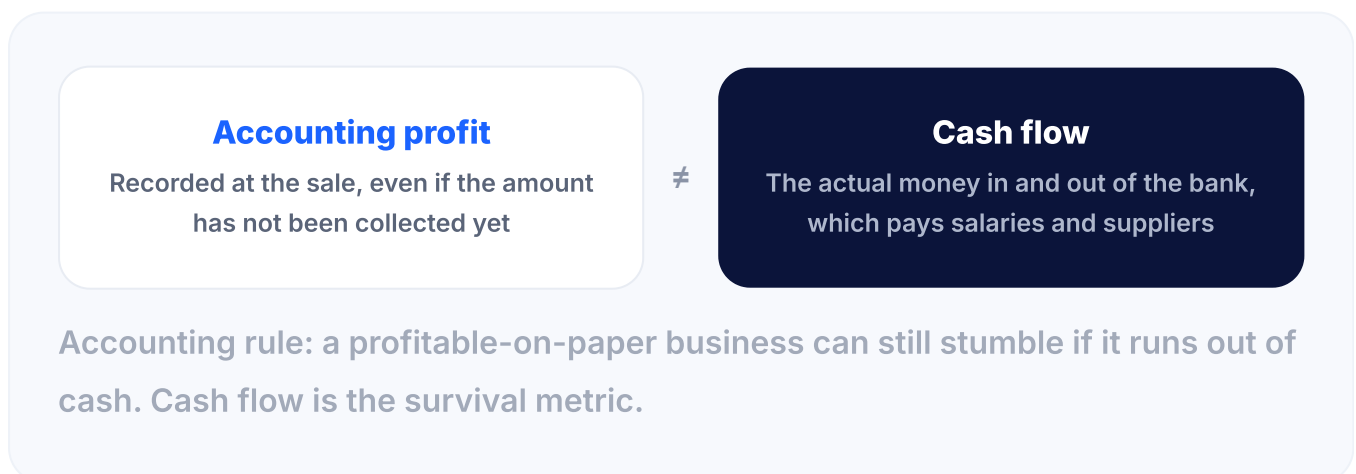 Accounting profit
Recorded at the sale, even if the amount
has not been collected yet
≠
Cash flow
The actual money in and out of the bank,
which pays salaries and suppliers
Accounting rule: a profitable-on-paper business can still stumble if it runs out of
cash. Cash flow is the survival metric.